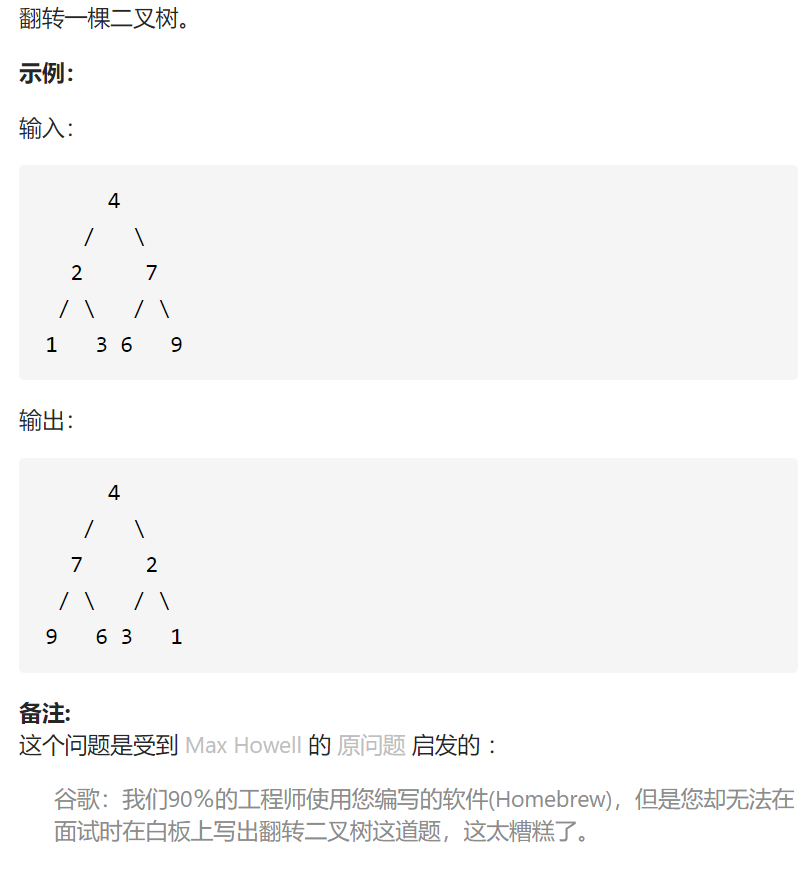 翻转一棵二叉树。
示例：
输入：
4
/ \
2 7
/ \ / \
1 3 6 9
输出：
4
/ \
7 2
/ \ / \
9 6 3 1
备注:
这个问题是受到 Max Howell 的 原问题 启发的 ：
谷歌：我们90％的工程师使用您编写的软件(Homebrew)，但是您却无法在
面试时在白板上写出翻转二叉树这道题，这太糟糕了。